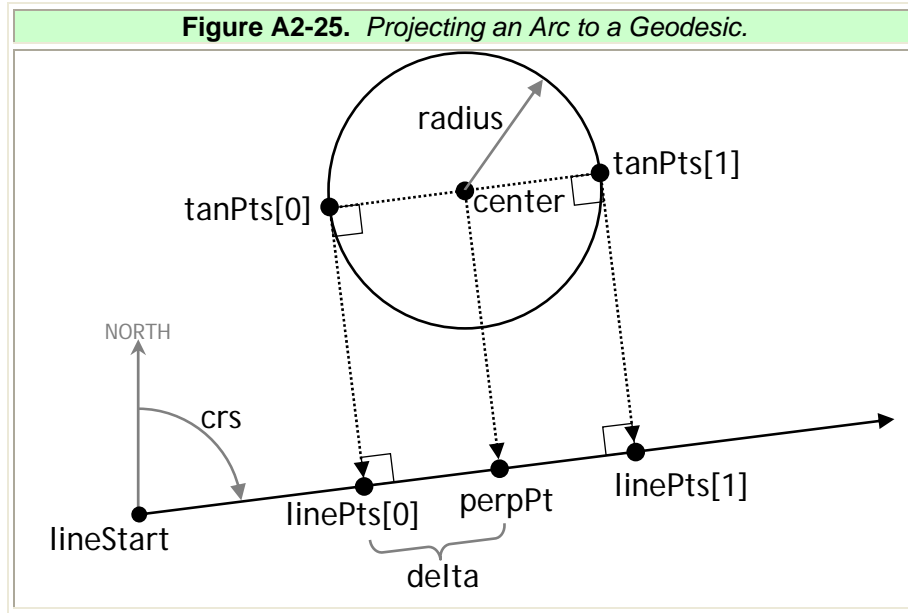 Figure A2-25. Projecting an Arc to a Geodesic.
radius
tanPts[1]
tanPts[0]
center
NORTH
crs
linePts[1]
perpPt
linePts[0]
lineStart
delta